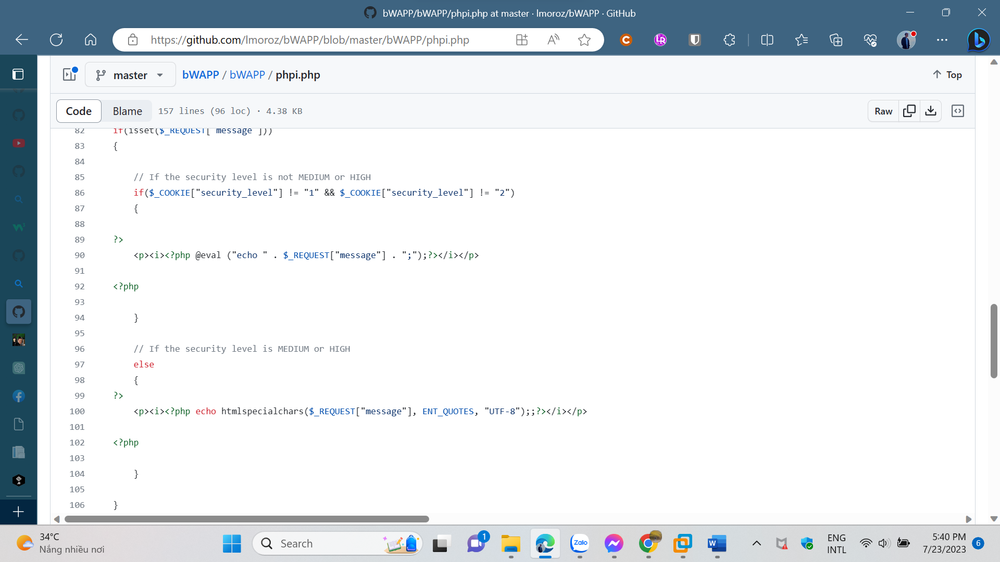 bWAPP/bWAPP/phpi.php at master · lmoroz/bWAPP · GitHub
https://github.com/lmoroz/bWAPP/blob/master/bWAPP/phpi.php
master
bWAPP / bWAPP / phpi.php
Top
Code
Blame
157 lines (96 loc) · 4.38 KB
Raw
82 if(isset($_REQUEST["message"]))
83 {
84
85 // If the security level is not MEDIUM or HIGH
86 if($_COOKIE["security_level"] != "1" && $_COOKIE["security_level"] != "2")
87 {
88
89 ?>
90 <p><i><?php @eval ("echo " . $_REQUEST["message"] . ";");?></i></p>
91
92 <?php
93
94 }
95
96 // If the security level is MEDIUM or HIGH
97 else
98 {
99 ?>
100 <p><i><?php echo htmlspecialchars($_REQUEST["message"], ENT_QUOTES, "UTF-8");;?></i></p>
101
102 <?php
103
104 }
105
106 }
34°C
Nắng nhiều nơi
Search
1
Zalo
ENG
INTL
5:40 PM
7/23/2023
6